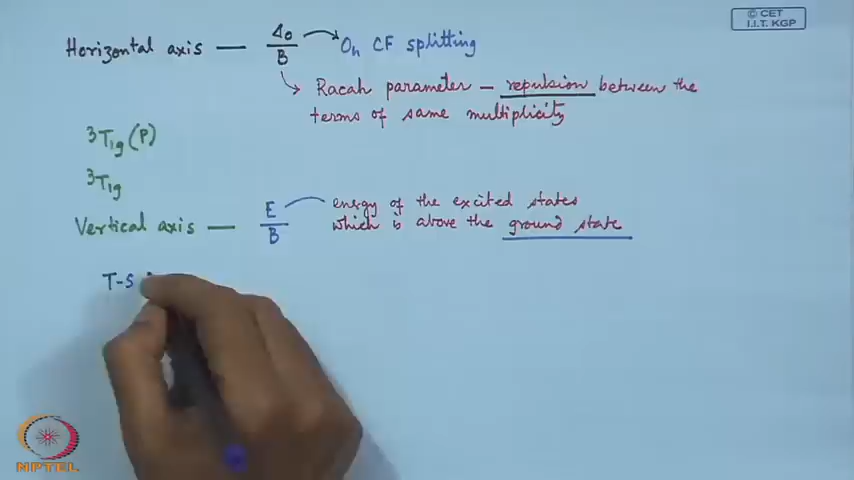 © CET
I.I.T. KGP
Horizontal axis — Δo/B → Oh CF splitting
→ Racah parameter – repulsion between the
terms of same multiplicity
³T₁g (P)
³T₁g
Vertical axis — E/B energy of the excited states
which is above the ground state
T-S
NPTEL